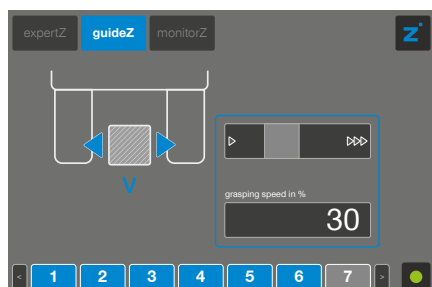 expertZ guideZ monitorZ z
V
grasping speed in %
30
< 1 2 3 4 5 6 7 >